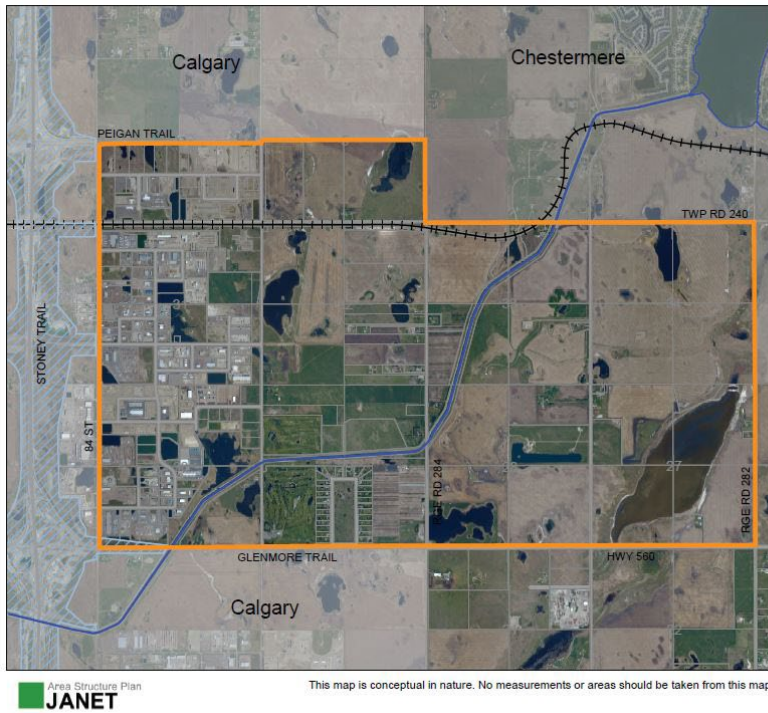 Calgary
Chestermere
PEIGAN TRAIL
TWP RD 240
STONEY TRAIL
84 ST
RGE RD 284
27
RGE RD 282
GLENMORE TRAIL
HWY 560
Calgary
Area Structure Plan
JANET
This map is conceptual in nature. No measurements or areas should be taken from this map